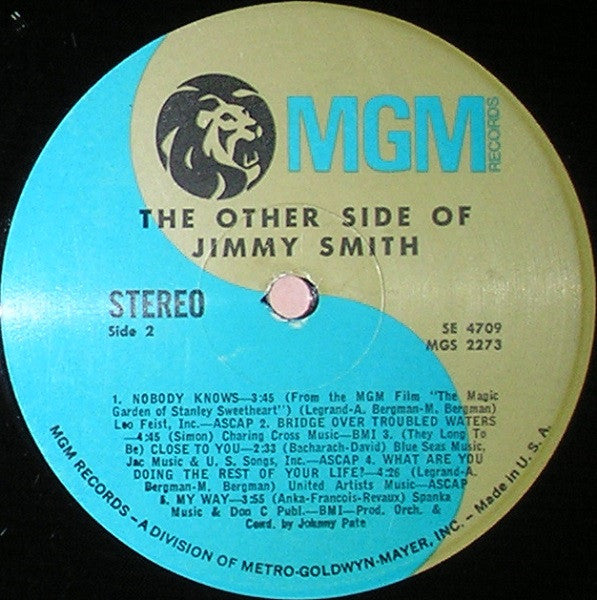 MGM
RECORDS
THE OTHER SIDE OF
JIMMY SMITH
STEREO
Side 2
SE 4709
MGS 2273
1. NOBODY KNOWS—3:45 (From the MGM Film "The Magic
Garden of Stanley Sweetheart") (Legrand-A. Bergman-M. Bergman)
Leo Feist, Inc.—ASCAP 2. BRIDGE OVER TROUBLED WATERS
—4:45 (Simon) Charing Cross Music—BMI 3. (They Long To
Be) CLOSE TO YOU—2:33 (Bacharach-David) Blue Seas Music,
Jac Music & U. S. Songs, Inc.—ASCAP 4. WHAT ARE YOU
DOING THE REST OF YOUR LIFE?—4:26 (Legrand-A.
Bergman-M. Bergman) United Artists Music—ASCAP
5. MY WAY—3:55 (Anka-Francois-Revaux) Spanka
Music & Don C Publ.—BMI—Prod. Orch. &
Cond. by Johnny Pate
MGM RECORDS – A DIVISION OF METRO-GOLDWYN-MAYER, INC. – Made in U. S. A.